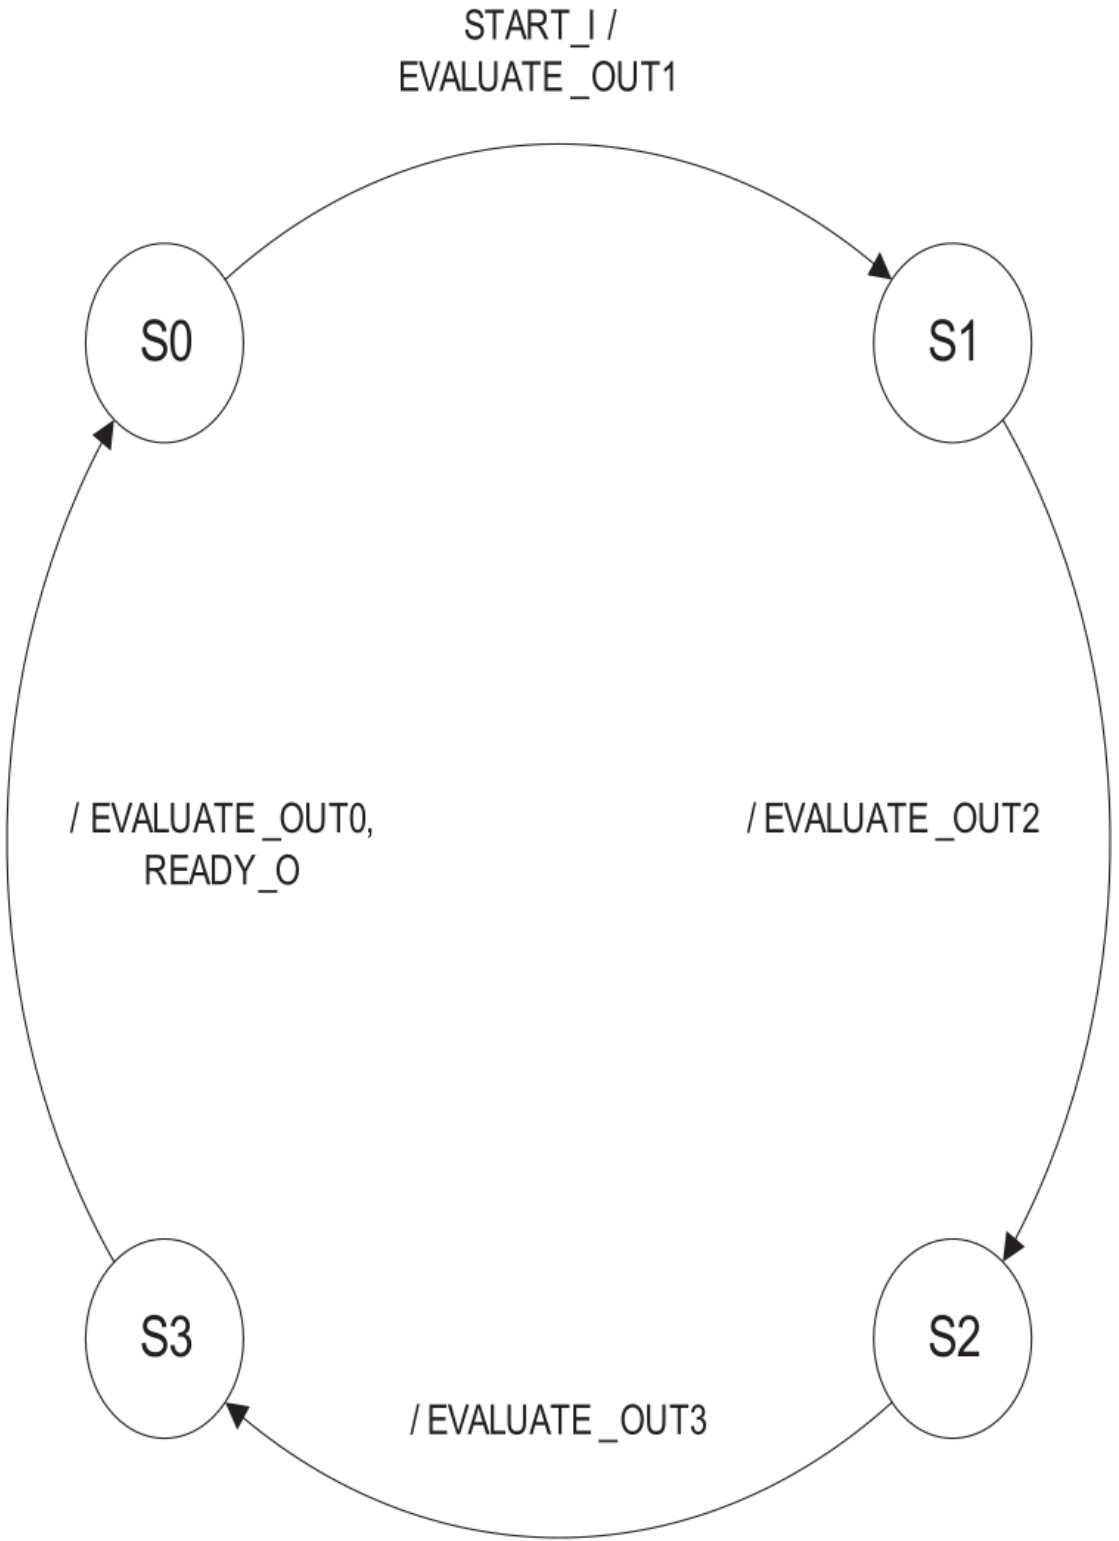 START_I /
EVALUATE_OUT1
S0
S1
/ EVALUATE_OUT0,
READY_O
/ EVALUATE_OUT2
S3
S2
/ EVALUATE_OUT3